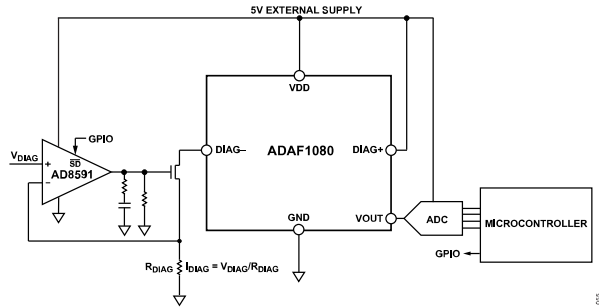 5V EXTERNAL SUPPLY
VDD
GPIO
DIAG–
ADAF1080
DIAG+
VDIAG
+
SD
AD8591
–
GND
VOUT
ADC
MICROCONTROLLER
GPIO
RDIAG
IDIAG = VDIAG/RDIAG